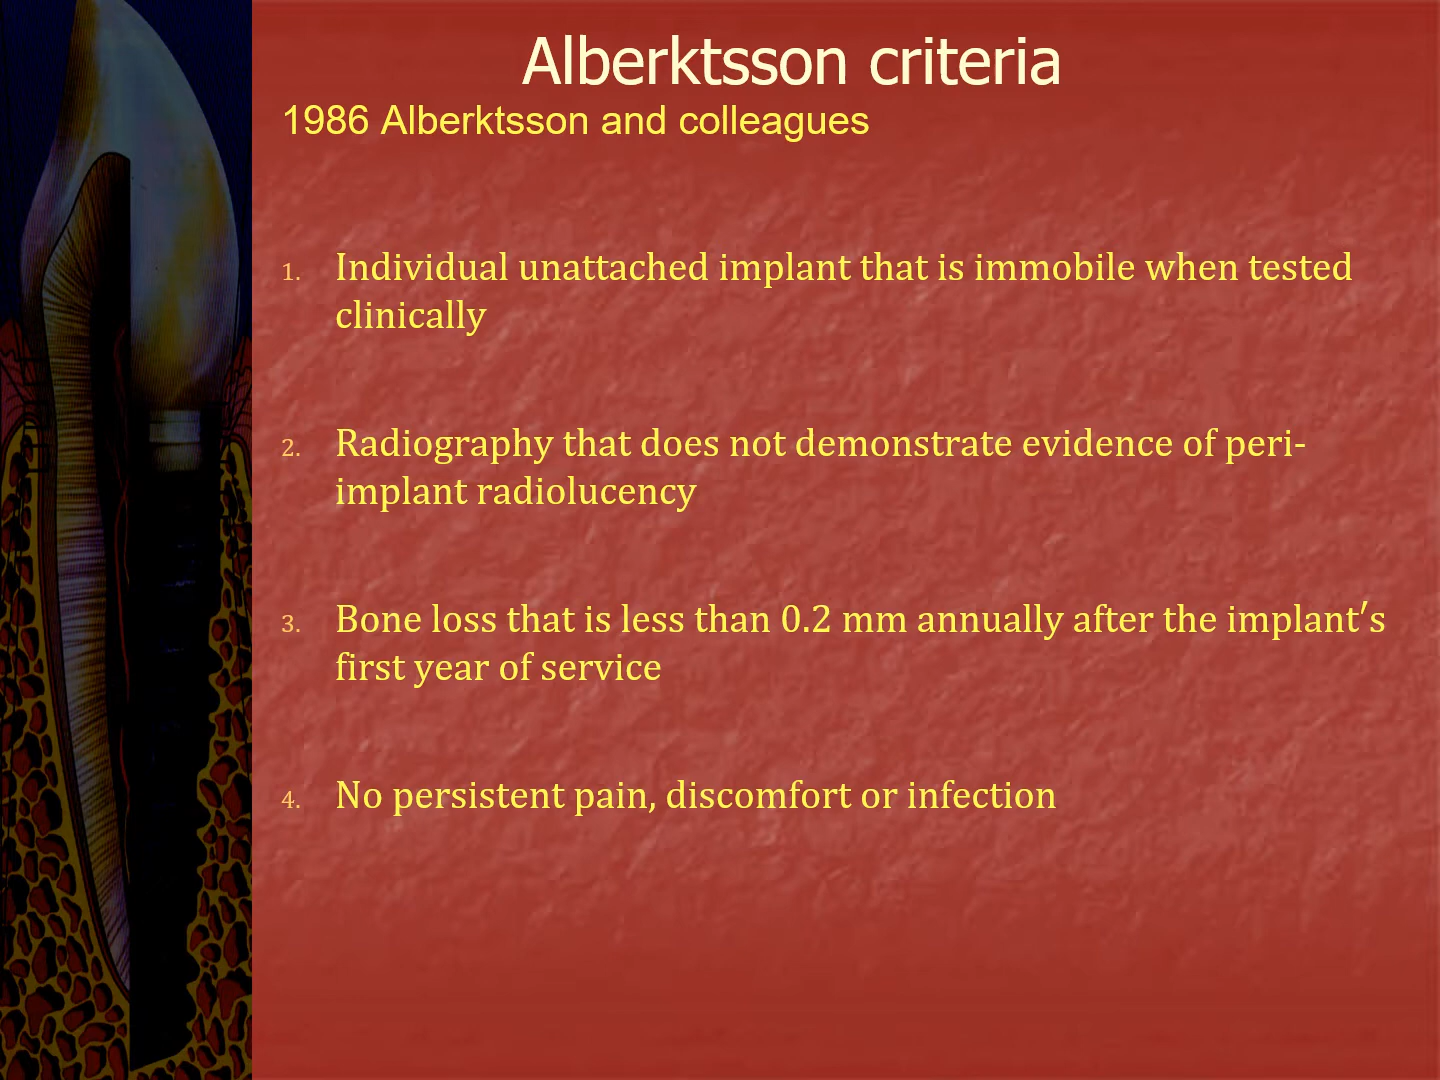 Alberktsson criteria
1986 Alberktsson and colleagues
1. Individual unattached implant that is immobile when tested
clinically
2. Radiography that does not demonstrate evidence of peri-
implant radiolucency
3. Bone loss that is less than 0.2 mm annually after the implant′s
first year of service
4. No persistent pain, discomfort or infection